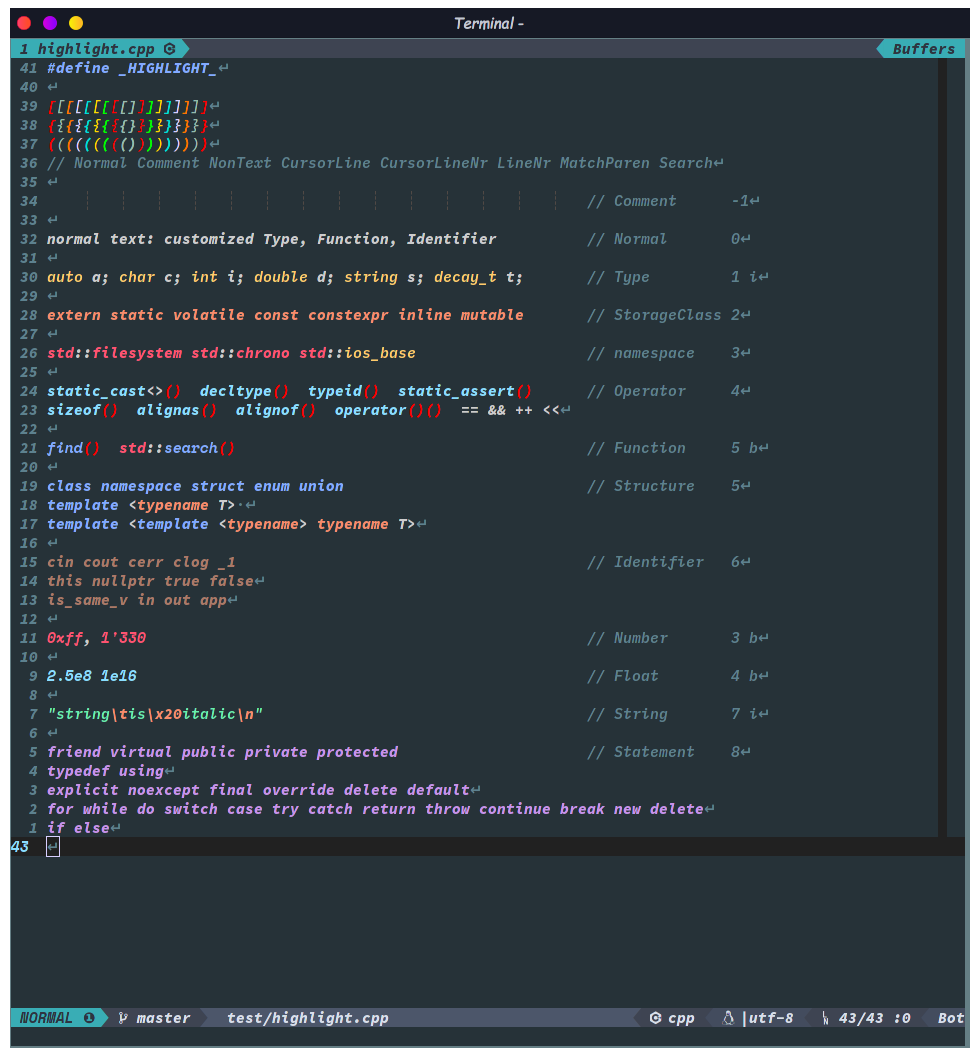 Terminal -
1 highlight.cpp Buffers
41 #define _HIGHLIGHT_↵
40 ↵
39 [[[[[[[[[[]]]]]]]]]↵
38 {{{{{{{{{{}}}}}}}}}↵
37 (((((((((())))))))))↵
36 // Normal Comment NonText CursorLine CursorLineNr LineNr MatchParen Search↵
35 ↵
34 // Comment -1↵
33 ↵
32 normal text: customized Type, Function, Identifier // Normal 0↵
31 ↵
30 auto a; char c; int i; double d; string s; decay_t t; // Type 1 i↵
29 ↵
28 extern static volatile const constexpr inline mutable // StorageClass 2↵
27 ↵
26 std::filesystem std::chrono std::ios_base // namespace 3↵
25 ↵
24 static_cast<>() decltype() typeid() static_assert() // Operator 4↵
23 sizeof() alignas() alignof() operator()() == && ++ <<↵
22 ↵
21 find() std::search() // Function 5 b↵
20 ↵
19 class namespace struct enum union // Structure 5↵
18 template <typename T>·↵
17 template <template <typename> typename T>↵
16 ↵
15 cin cout cerr clog _1 // Identifier 6↵
14 this nullptr true false↵
13 is_same_v in out app↵
12 ↵
11 0xff, 1'330 // Number 3 b↵
10 ↵
9 2.5e8 1e16 // Float 4 b↵
8 ↵
7 "string\tis\x20italic\n" // String 7 i↵
6 ↵
5 friend virtual public private protected // Statement 8↵
4 typedef using↵
3 explicit noexcept final override delete default↵
2 for while do switch case try catch return throw continue break new delete↵
1 if else↵
43 ↵
NORMAL ❶ master test/highlight.cpp cpp |utf-8 43/43 :0 Bot